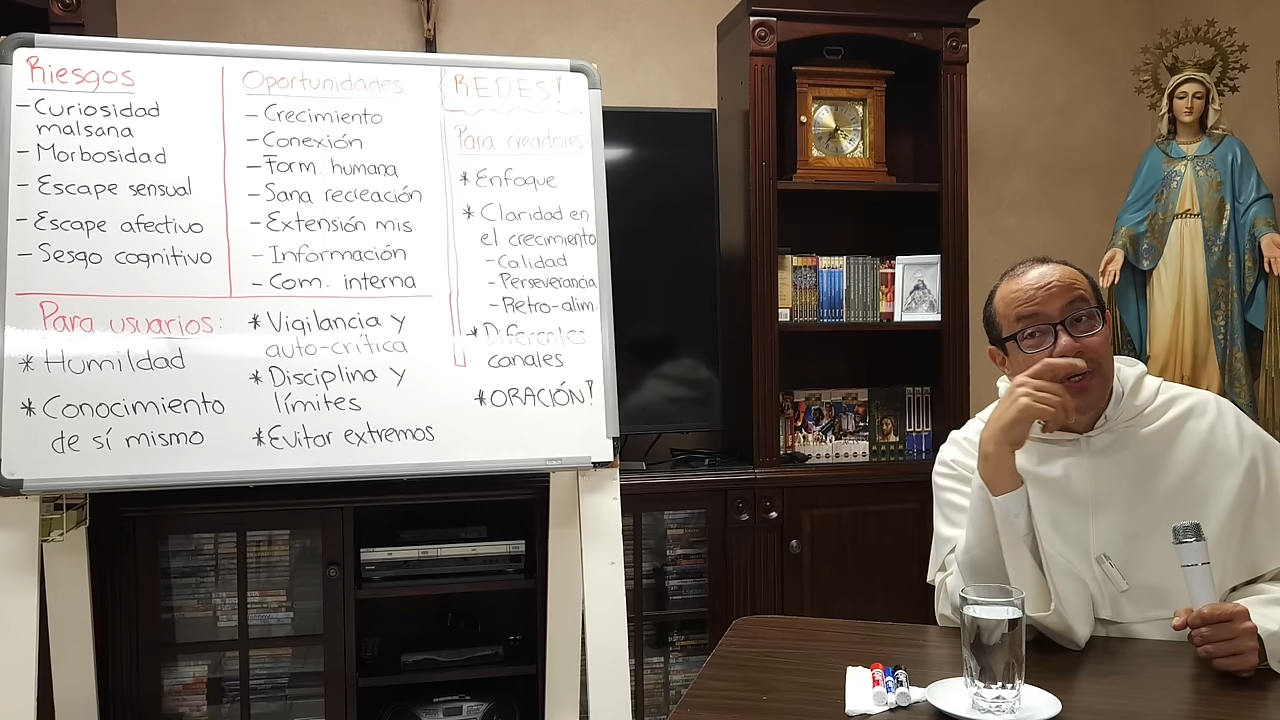 Riesgos
- Curiosidad
malsana
- Morbosidad
- Escape sensual
- Escape afectivo
- Sesgo cognitivo
Oportunidades
- Crecimiento
- Conexión
- Form. humana
- Sana recreación
- Extensión mis.
- Información
- Com. interna
REDES!
Para creadores
* Enfoque
* Claridad en
el crecimiento
- Calidad
- Perseverancia
- Retro-alim.
* Diferentes
canales
* ORACIÓN!
Para usuarios:
* Humildad
* Conocimiento
de sí mismo
* Vigilancia y
auto-crítica
* Disciplina y
límites
* Evitar extremos